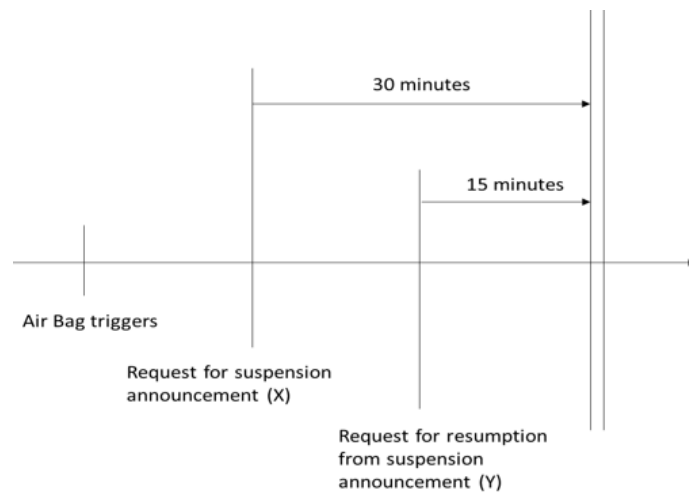 30 minutes
15 minutes
Air Bag triggers
Request for suspension
announcement (X)
Request for resumption
from suspension
announcement (Y)